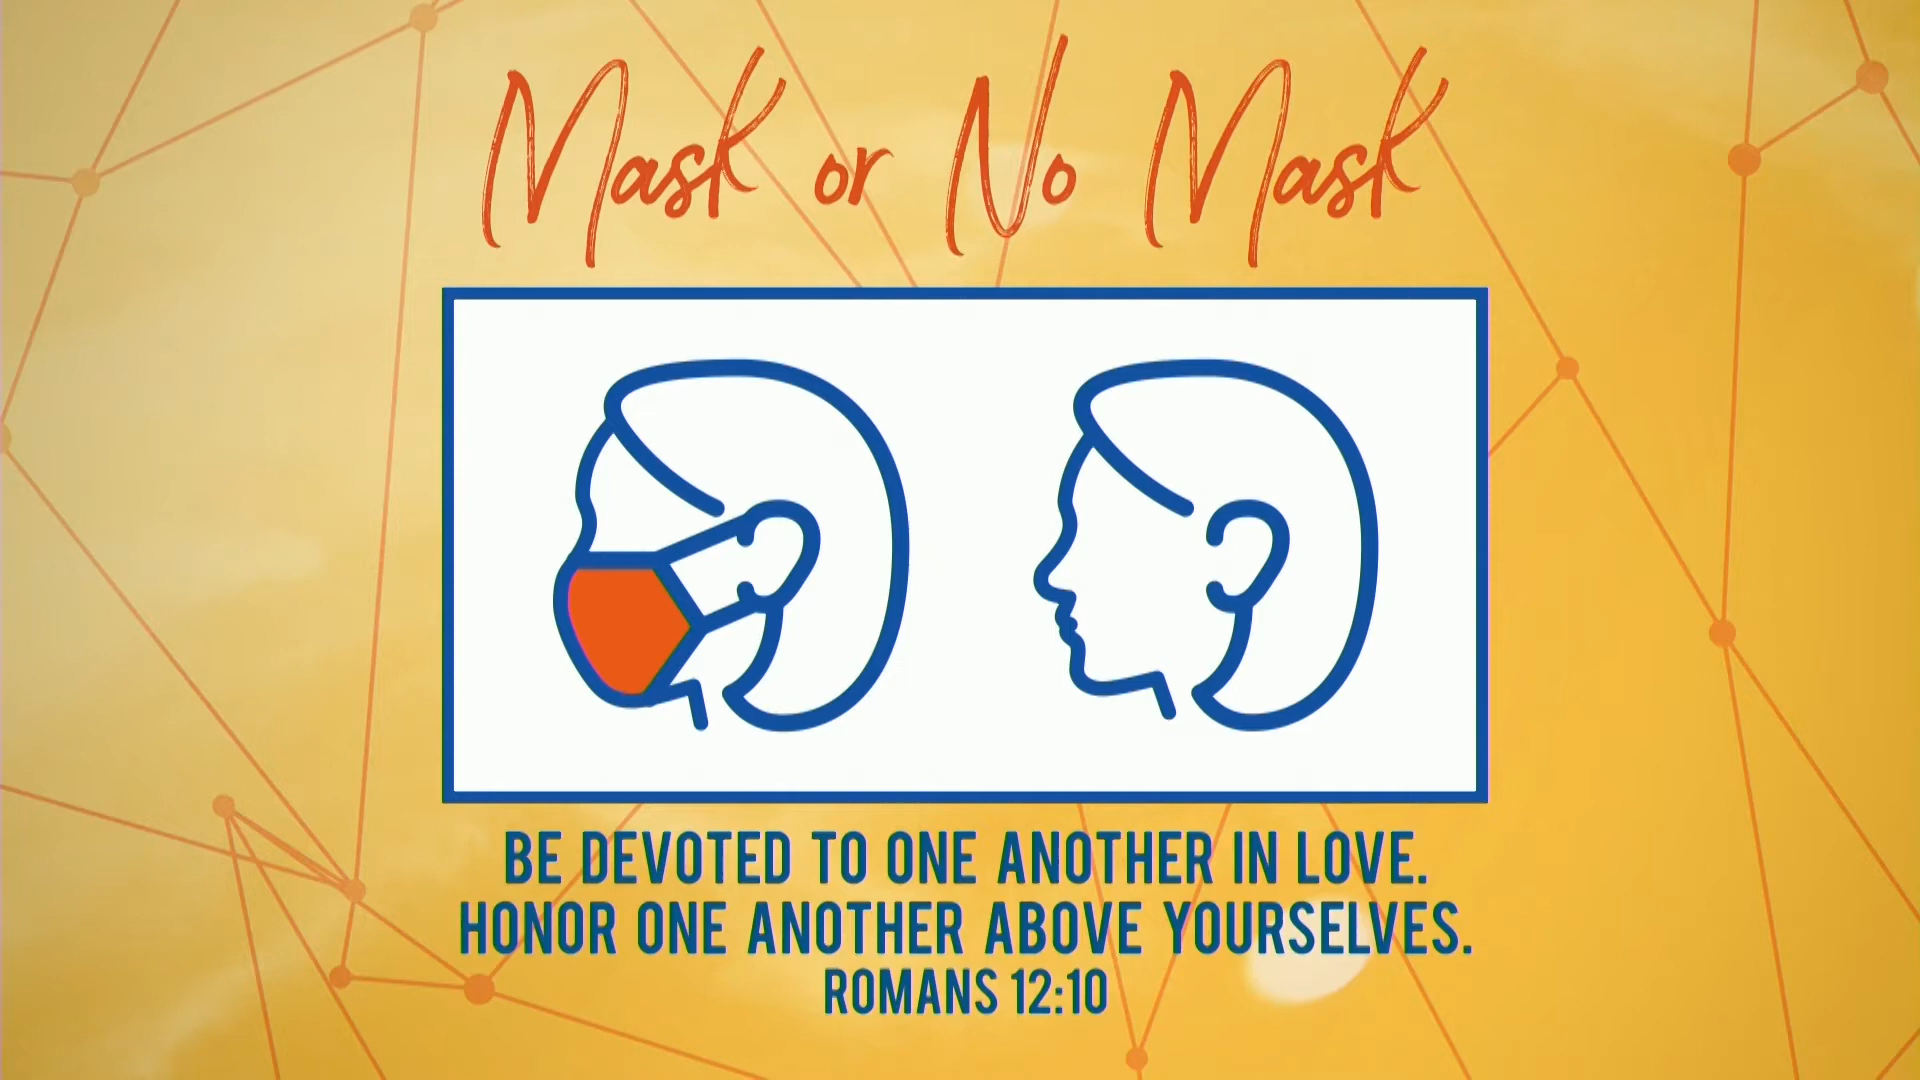 Mask or No Mask
BE DEVOTED TO ONE ANOTHER IN LOVE.
HONOR ONE ANOTHER ABOVE YOURSELVES.
ROMANS 12:10